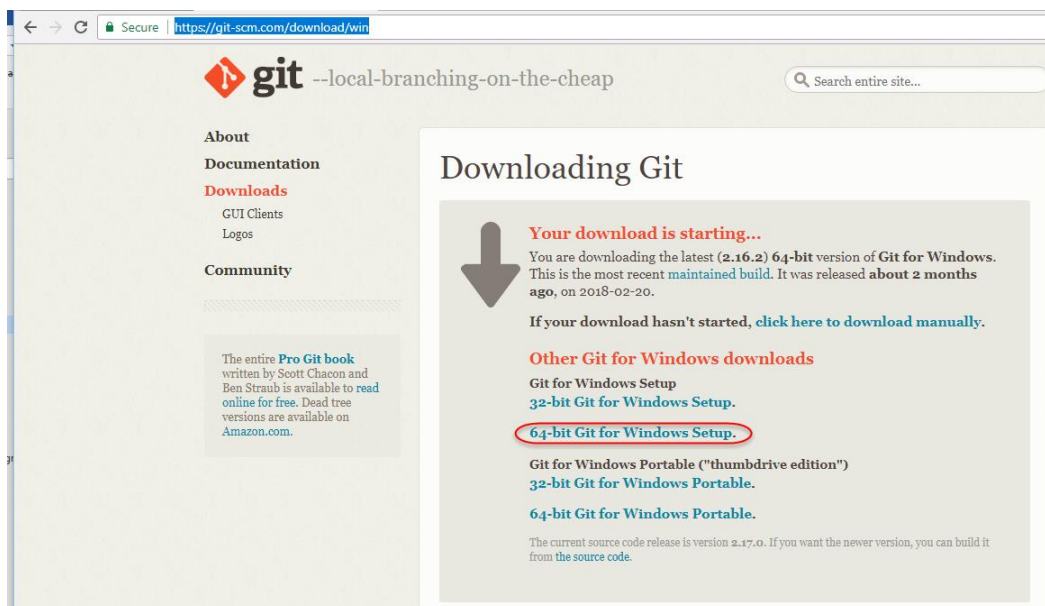 Secure | https://git-scm.com/download/win
git --local-branching-on-the-cheap
Search entire site...
About
Documentation
Downloads
GUI Clients
Logos
Community
The entire Pro Git book
written by Scott Chacon and
Ben Straub is available to read
online for free. Dead tree
versions are available on
Amazon.com.
Downloading Git
Your download is starting...
You are downloading the latest (2.16.2) 64-bit version of Git for Windows.
This is the most recent maintained build. It was released about 2 months
ago, on 2018-02-20.
If your download hasn't started, click here to download manually.
Other Git for Windows downloads
Git for Windows Setup
32-bit Git for Windows Setup.
64-bit Git for Windows Setup.
Git for Windows Portable ("thumbdrive edition")
32-bit Git for Windows Portable.
64-bit Git for Windows Portable.
The current source code release is version 2.17.0. If you want the newer version, you can build it
from the source code.